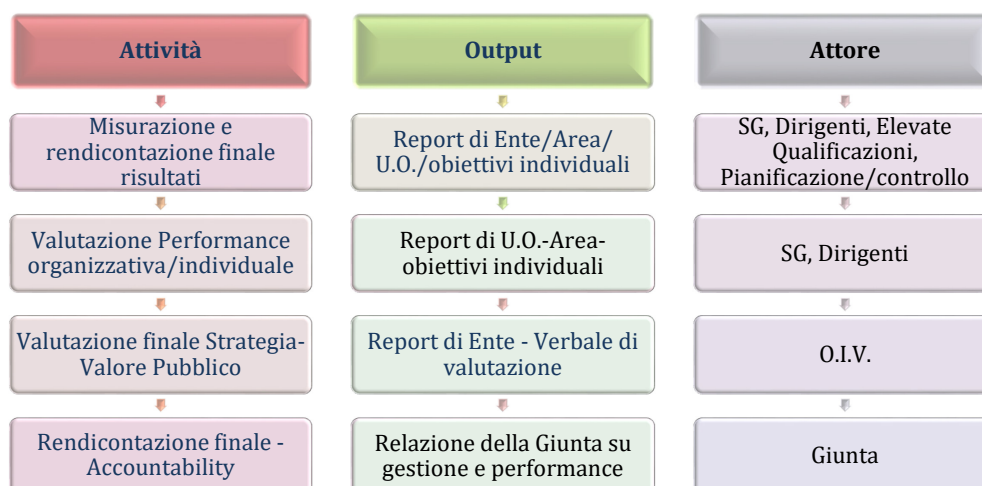 Attività
Misurazione e
rendicontazione finale
risultati
Valutazione Performance
organizzativa/individuale
Valutazione finale Strategia-
Valore Pubblico
Rendicontazione finale -
Accountability
Output
Report di Ente/Area/
U.O./obiettivi individuali
Report di U.O.-Area-
obiettivi individuali
Report di Ente - Verbale di
valutazione
Relazione della Giunta su
gestione e performance
Attore
SG, Dirigenti, Elevate
Qualificazioni,
Pianificazione/controllo
SG, Dirigenti
O.I.V.
Giunta